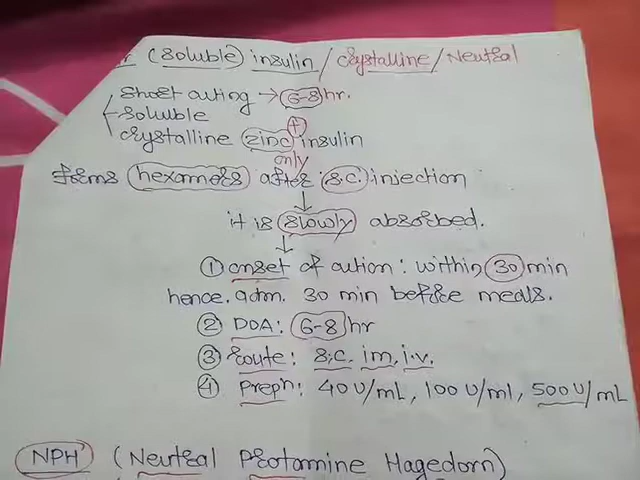 (Soluble) insulin / Crystalline / Neutral
Short acting → 6-8 hr.
Soluble
Crystalline zinc insulin
+
only
forms hexamers after s.c. injection
it is slowly absorbed.
① onset of action : within 30 min
hence. adm. 30 min before meals.
② DOA: 6-8 hr
③ Route: s.c. im, i.v.
④ Prepn: 40 U/mL, 100 U/ml, 500 U/mL
NPH (Neutral Protamine Hagedorn)